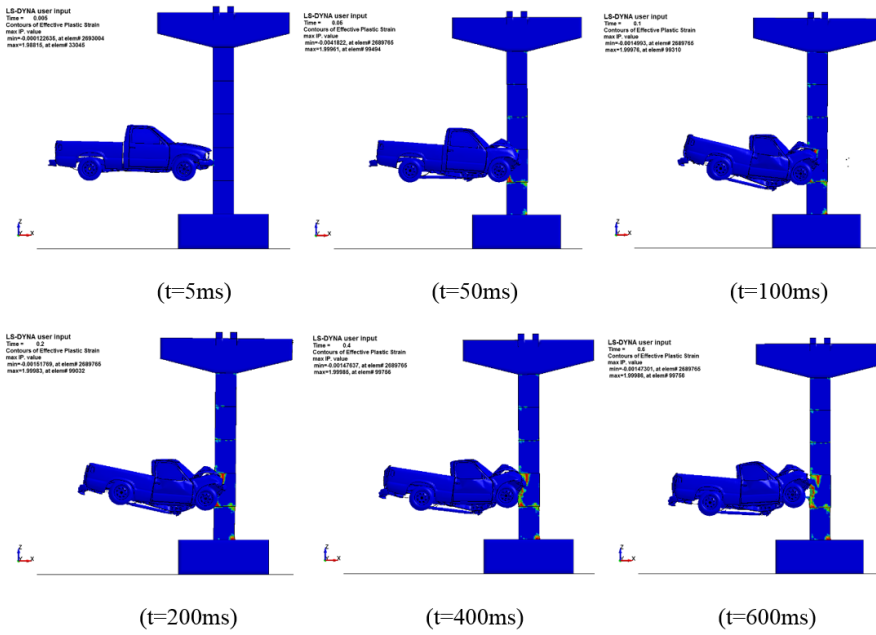 LS-DYNA user input
Time = 0.005
Contours of Effective Plastic Strain
max IP. value
min=-0.000122635, at elem# 2693004
max=1.98815, at elem# 33045
Z
X
(t=5ms)
LS-DYNA user input
Time = 0.05
Contours of Effective Plastic Strain
max IP. value
min=-0.0041822, at elem# 2689765
max=1.99961, at elem# 99494
Z
X
(t=50ms)
LS-DYNA user input
Time = 0.1
Contours of Effective Plastic Strain
max IP. value
min=-0.0014993, at elem# 2689765
max=1.99976, at elem# 99310
Z
X
(t=100ms)
LS-DYNA user input
Time = 0.2
Contours of Effective Plastic Strain
max IP. value
min=-0.00151769, at elem# 2689765
max=1.99983, at elem# 99032
Z
X
(t=200ms)
LS-DYNA user input
Time = 0.4
Contours of Effective Plastic Strain
max IP. value
min=-0.00147637, at elem# 2689765
max=1.99985, at elem# 99756
Z
X
(t=400ms)
LS-DYNA user input
Time = 0.6
Contours of Effective Plastic Strain
max IP. value
min=-0.00147301, at elem# 2689765
max=1.99986, at elem# 99756
Z
X
(t=600ms)